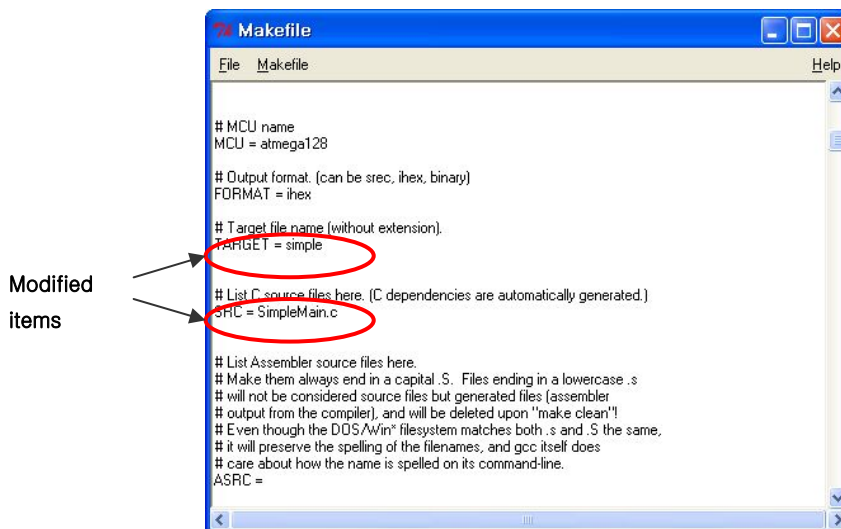 Makefile
File Makefile Help
# MCU name
MCU = atmega128
# Output format. (can be srec, ihex, binary)
FORMAT = ihex
# Target file name (without extension).
TARGET = simple
Modified
items
# List C source files here. (C dependencies are automatically generated.)
SRC = SimpleMain.c
# List Assembler source files here.
# Make them always end in a capital .S.  Files ending in a lowercase .s
# will not be considered source files but generated files (assembler
# output from the compiler), and will be deleted upon "make clean"!
# Even though the DOS/Win* filesystem matches both .s and .S the same,
# it will preserve the spelling of the filenames, and gcc itself does
# care about how the name is spelled on its command-line.
ASRC =